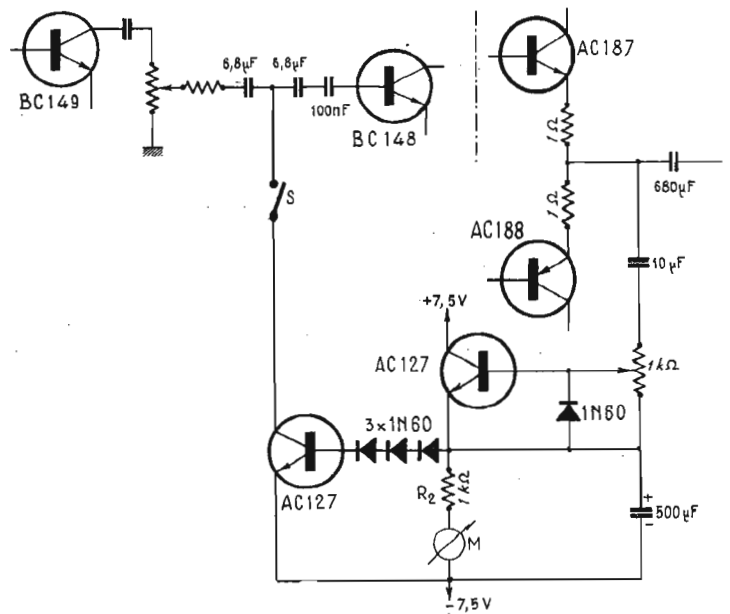 AC187
BC149
6,8µF
6,8µF
100nF
BC148
1Ω
680µF
S
1Ω
AC188
10µF
+7,5V
AC127
1kΩ
1N60
3×1N60
AC127
R2
1kΩ
+
500µF
-
M
-7,5V